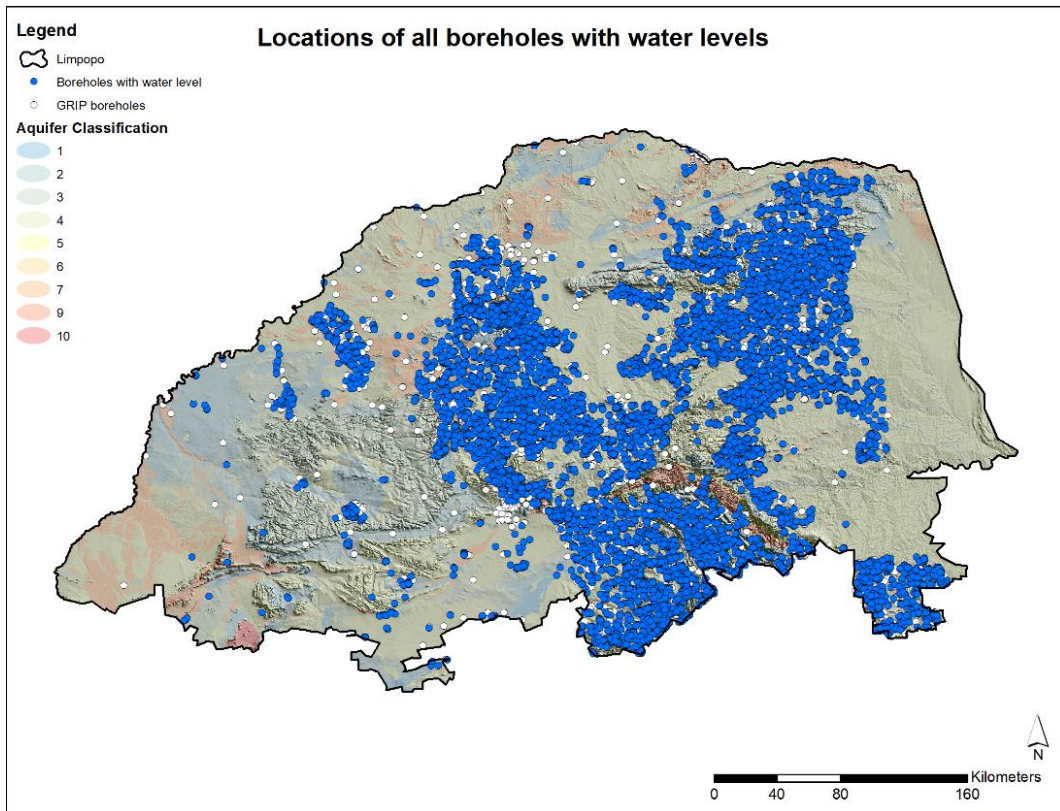 Locations of all boreholes with water levels
Legend
Limpopo
Boreholes with water level
GRIP boreholes
Aquifer Classification
1
2
3
4
5
6
7
9
10
N
Kilometers
0 40 80 160